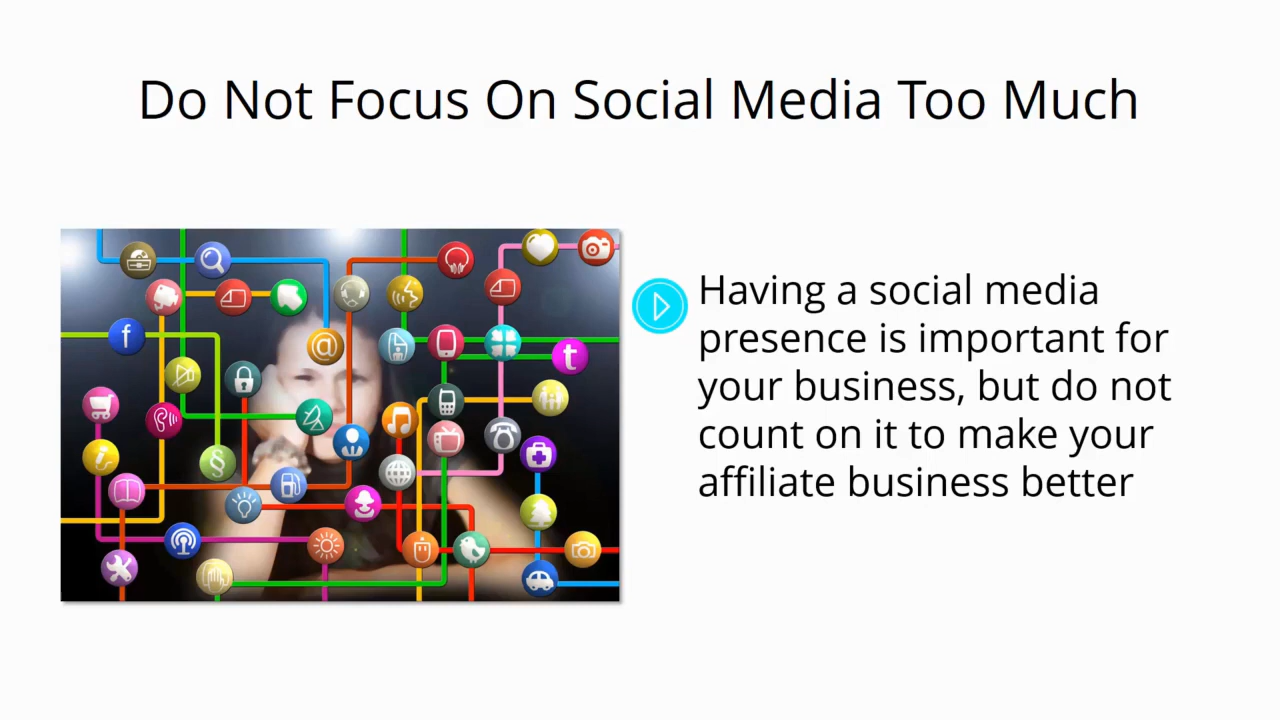 Do Not Focus On Social Media Too Much
Having a social media
presence is important for
your business, but do not
count on it to make your
affiliate business better
f
@
t
i
§